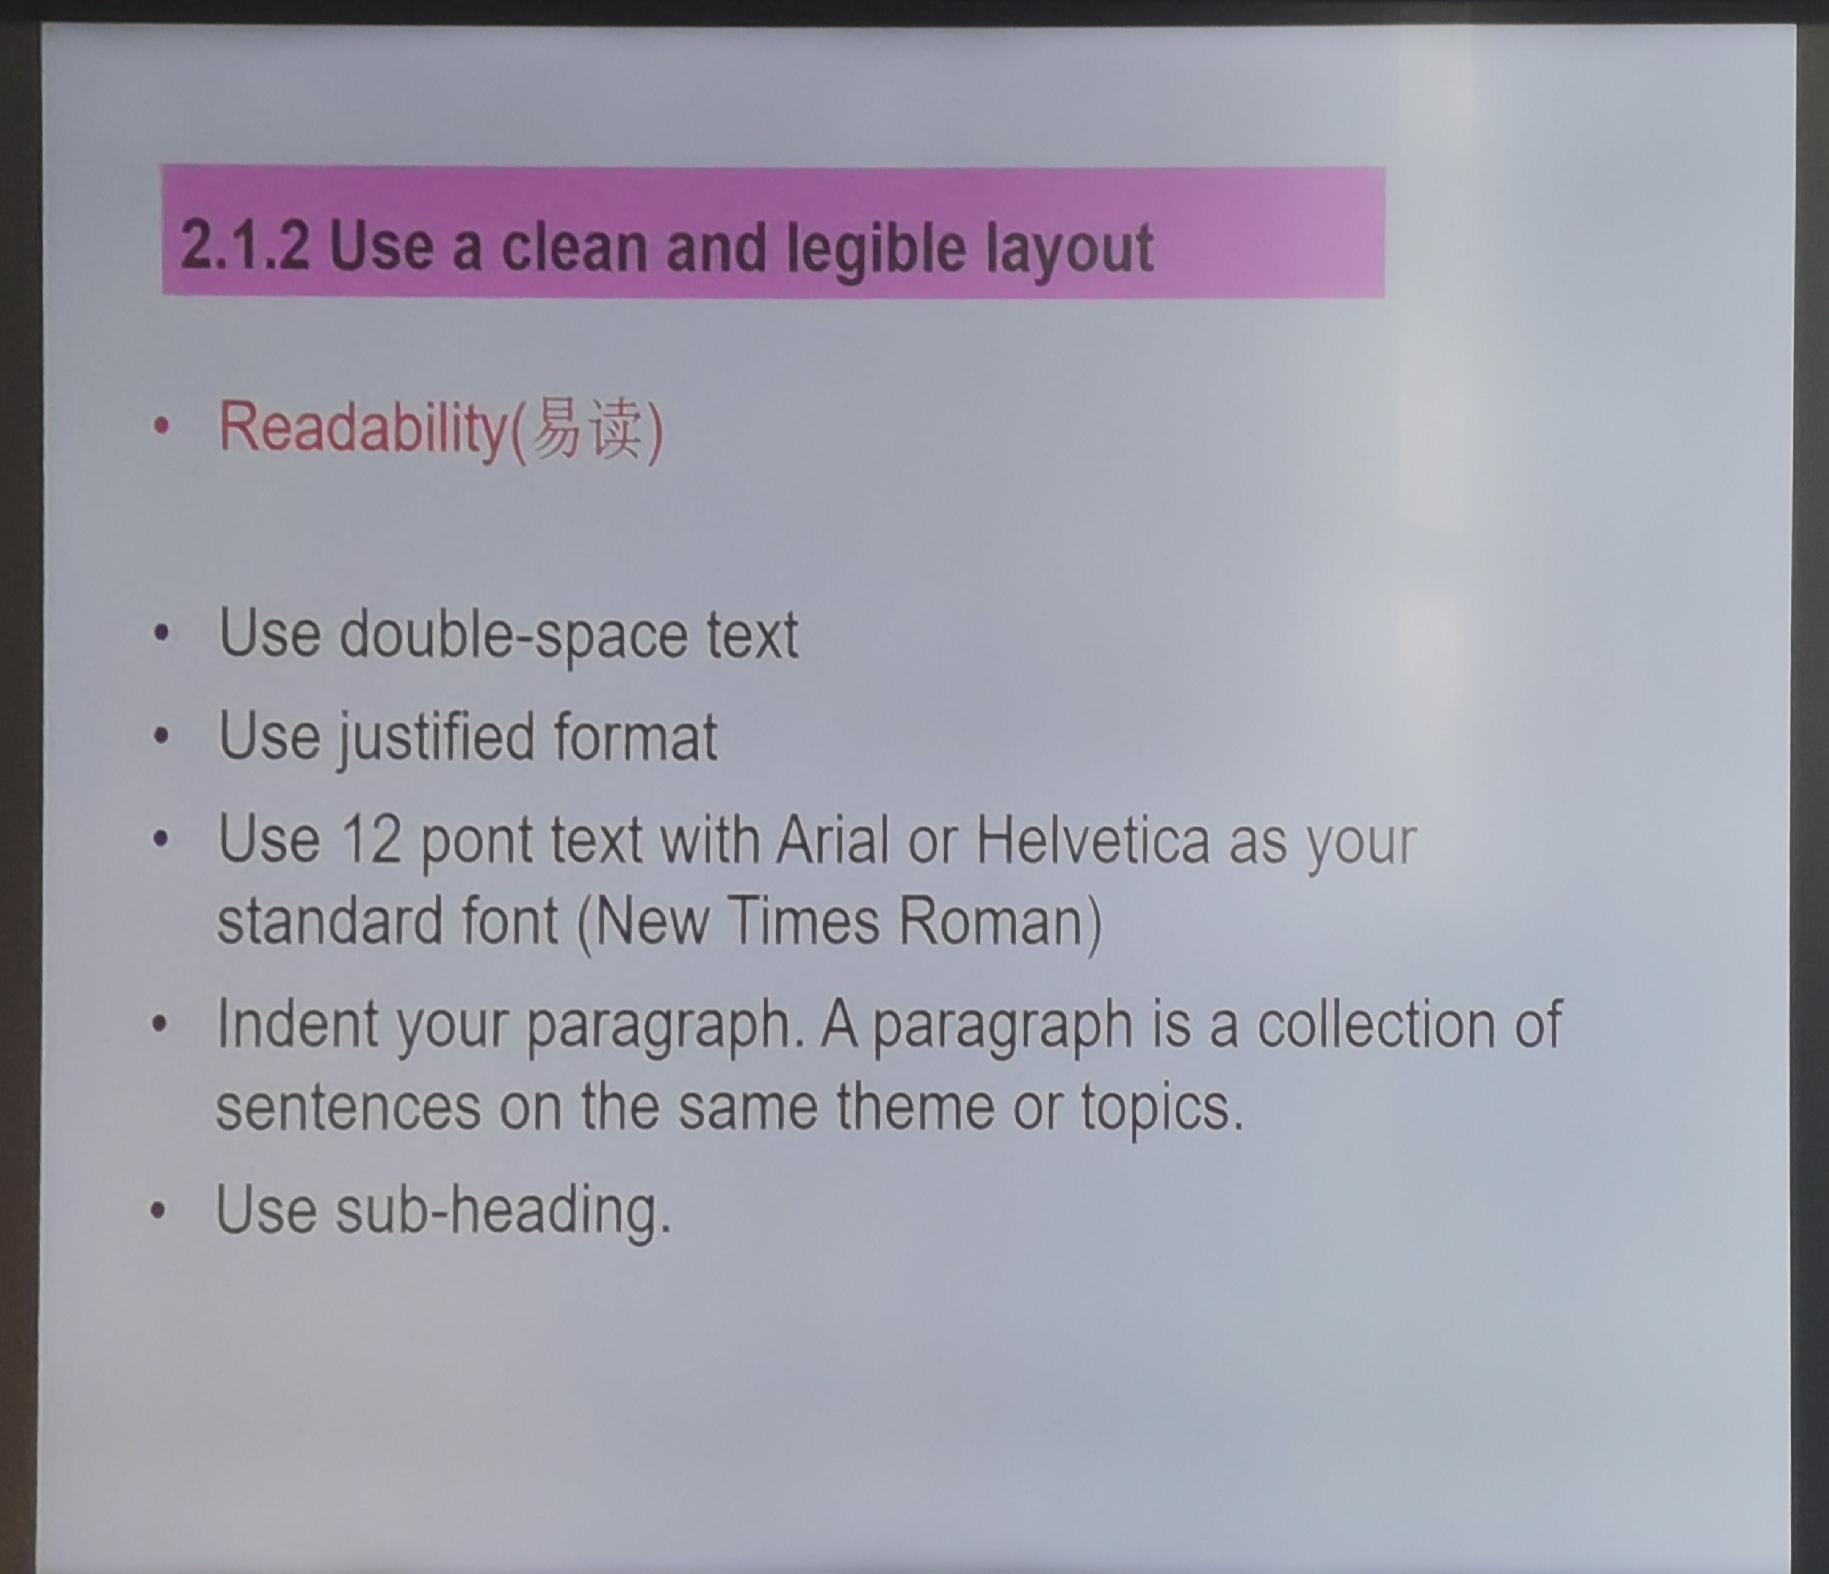 2.1.2 Use a clean and legible layout
• Readability(易读)
• Use double-space text
• Use justified format
• Use 12 pont text with Arial or Helvetica as your
standard font (New Times Roman)
• Indent your paragraph. A paragraph is a collection of
sentences on the same theme or topics.
• Use sub-heading.